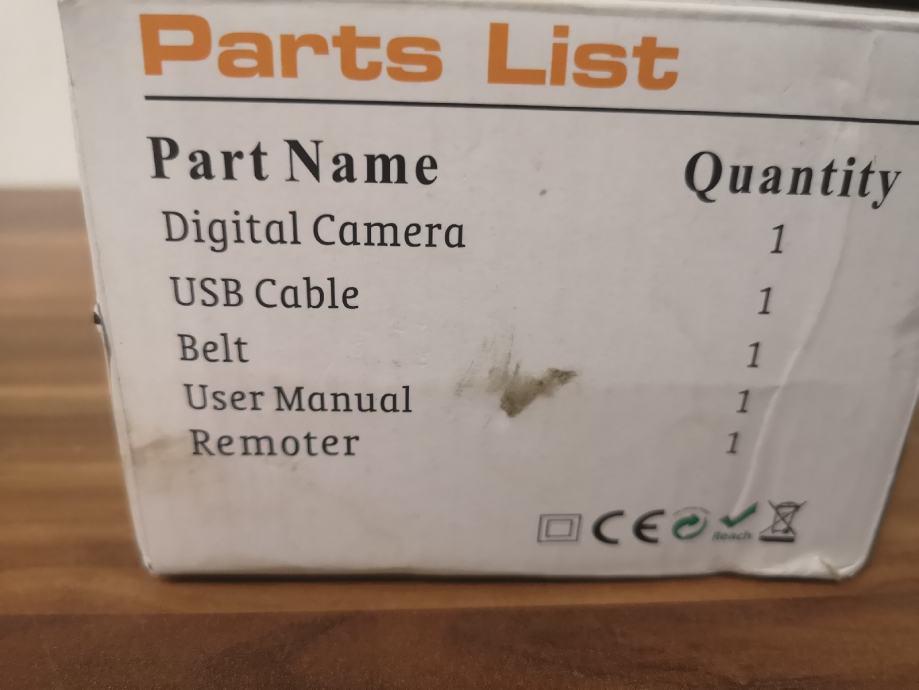 Parts List
Part Name Quantity
Digital Camera 1
USB Cable 1
Belt 1
User Manual 1
Remoter 1
CE Reach